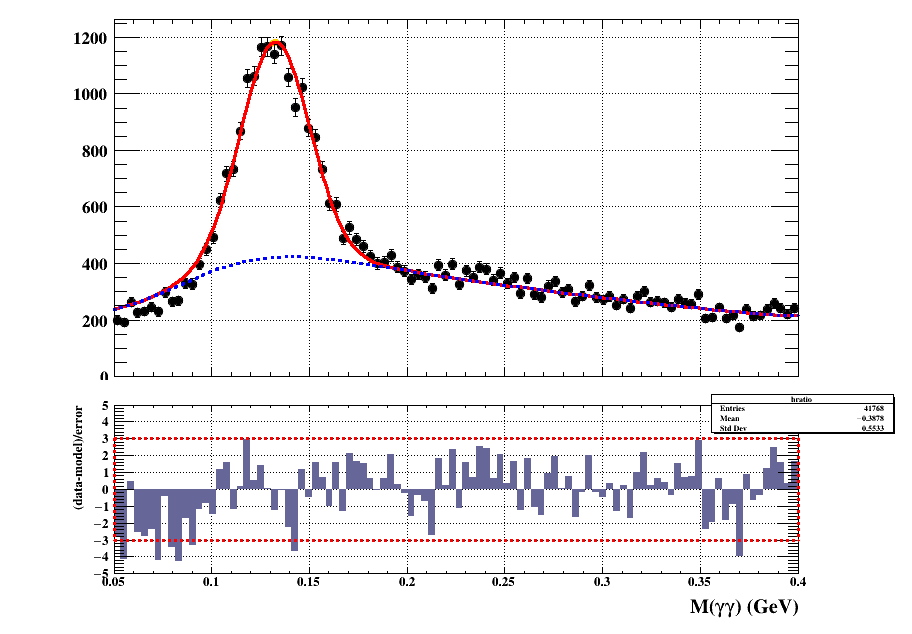 1200
1000
800
600
400
200
0
hratio
Entries 41768
Mean −0.3878
Std Dev 0.5533
(data-model)/error
5
4
3
2
1
0
−1
−2
−3
−4
−5
0.05 0.1 0.15 0.2 0.25 0.3 0.35 0.4
M(γγ) (GeV)